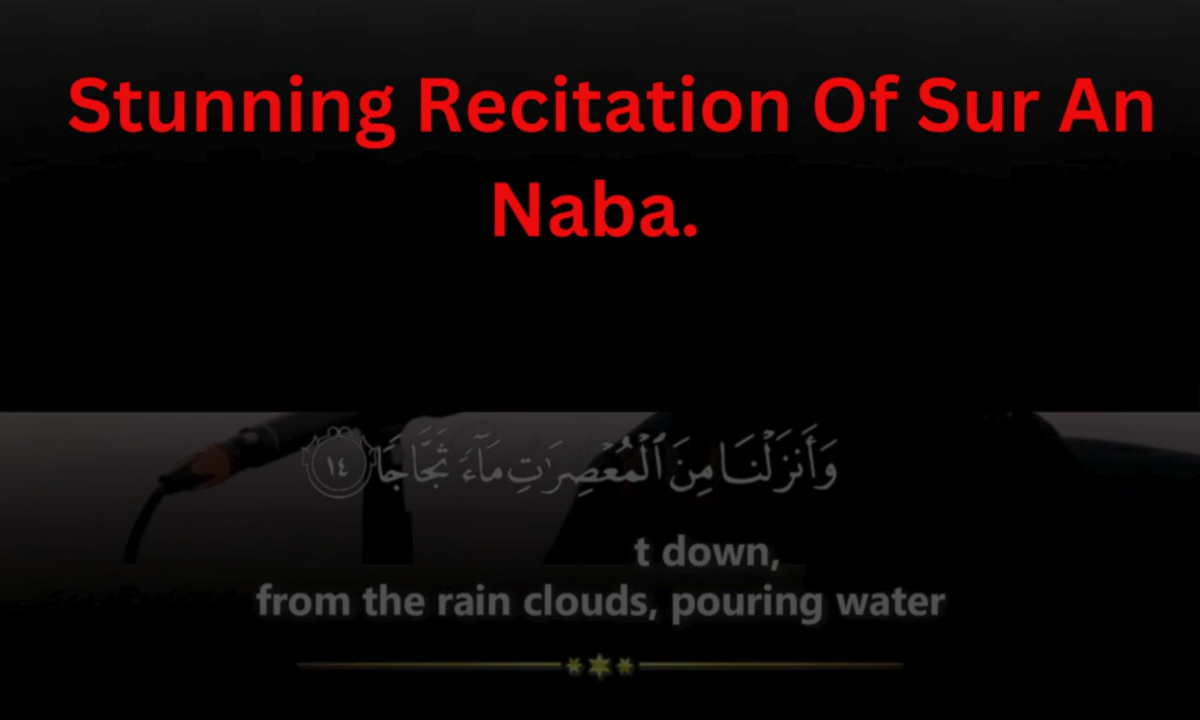 Stunning Recitation Of Sur An
Naba.
وَأَنزَلْنَا مِنَ ٱلْمُعْصِرَٰتِ مَآءً ثَجَّاجًا ١٤
t down,
from the rain clouds, pouring water